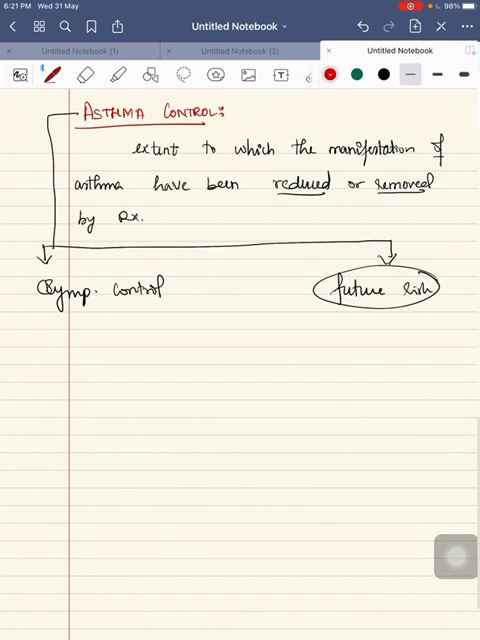 6:21 PM Wed 31 May
98%
Untitled Notebook
Untitled Notebook (1)
Untitled Notebook (2)
Untitled Notebook
ASTHMA CONTROL:
extent to which the manifestation of
asthma have been reduced or removed
by Rx.
Symp. control
future risk